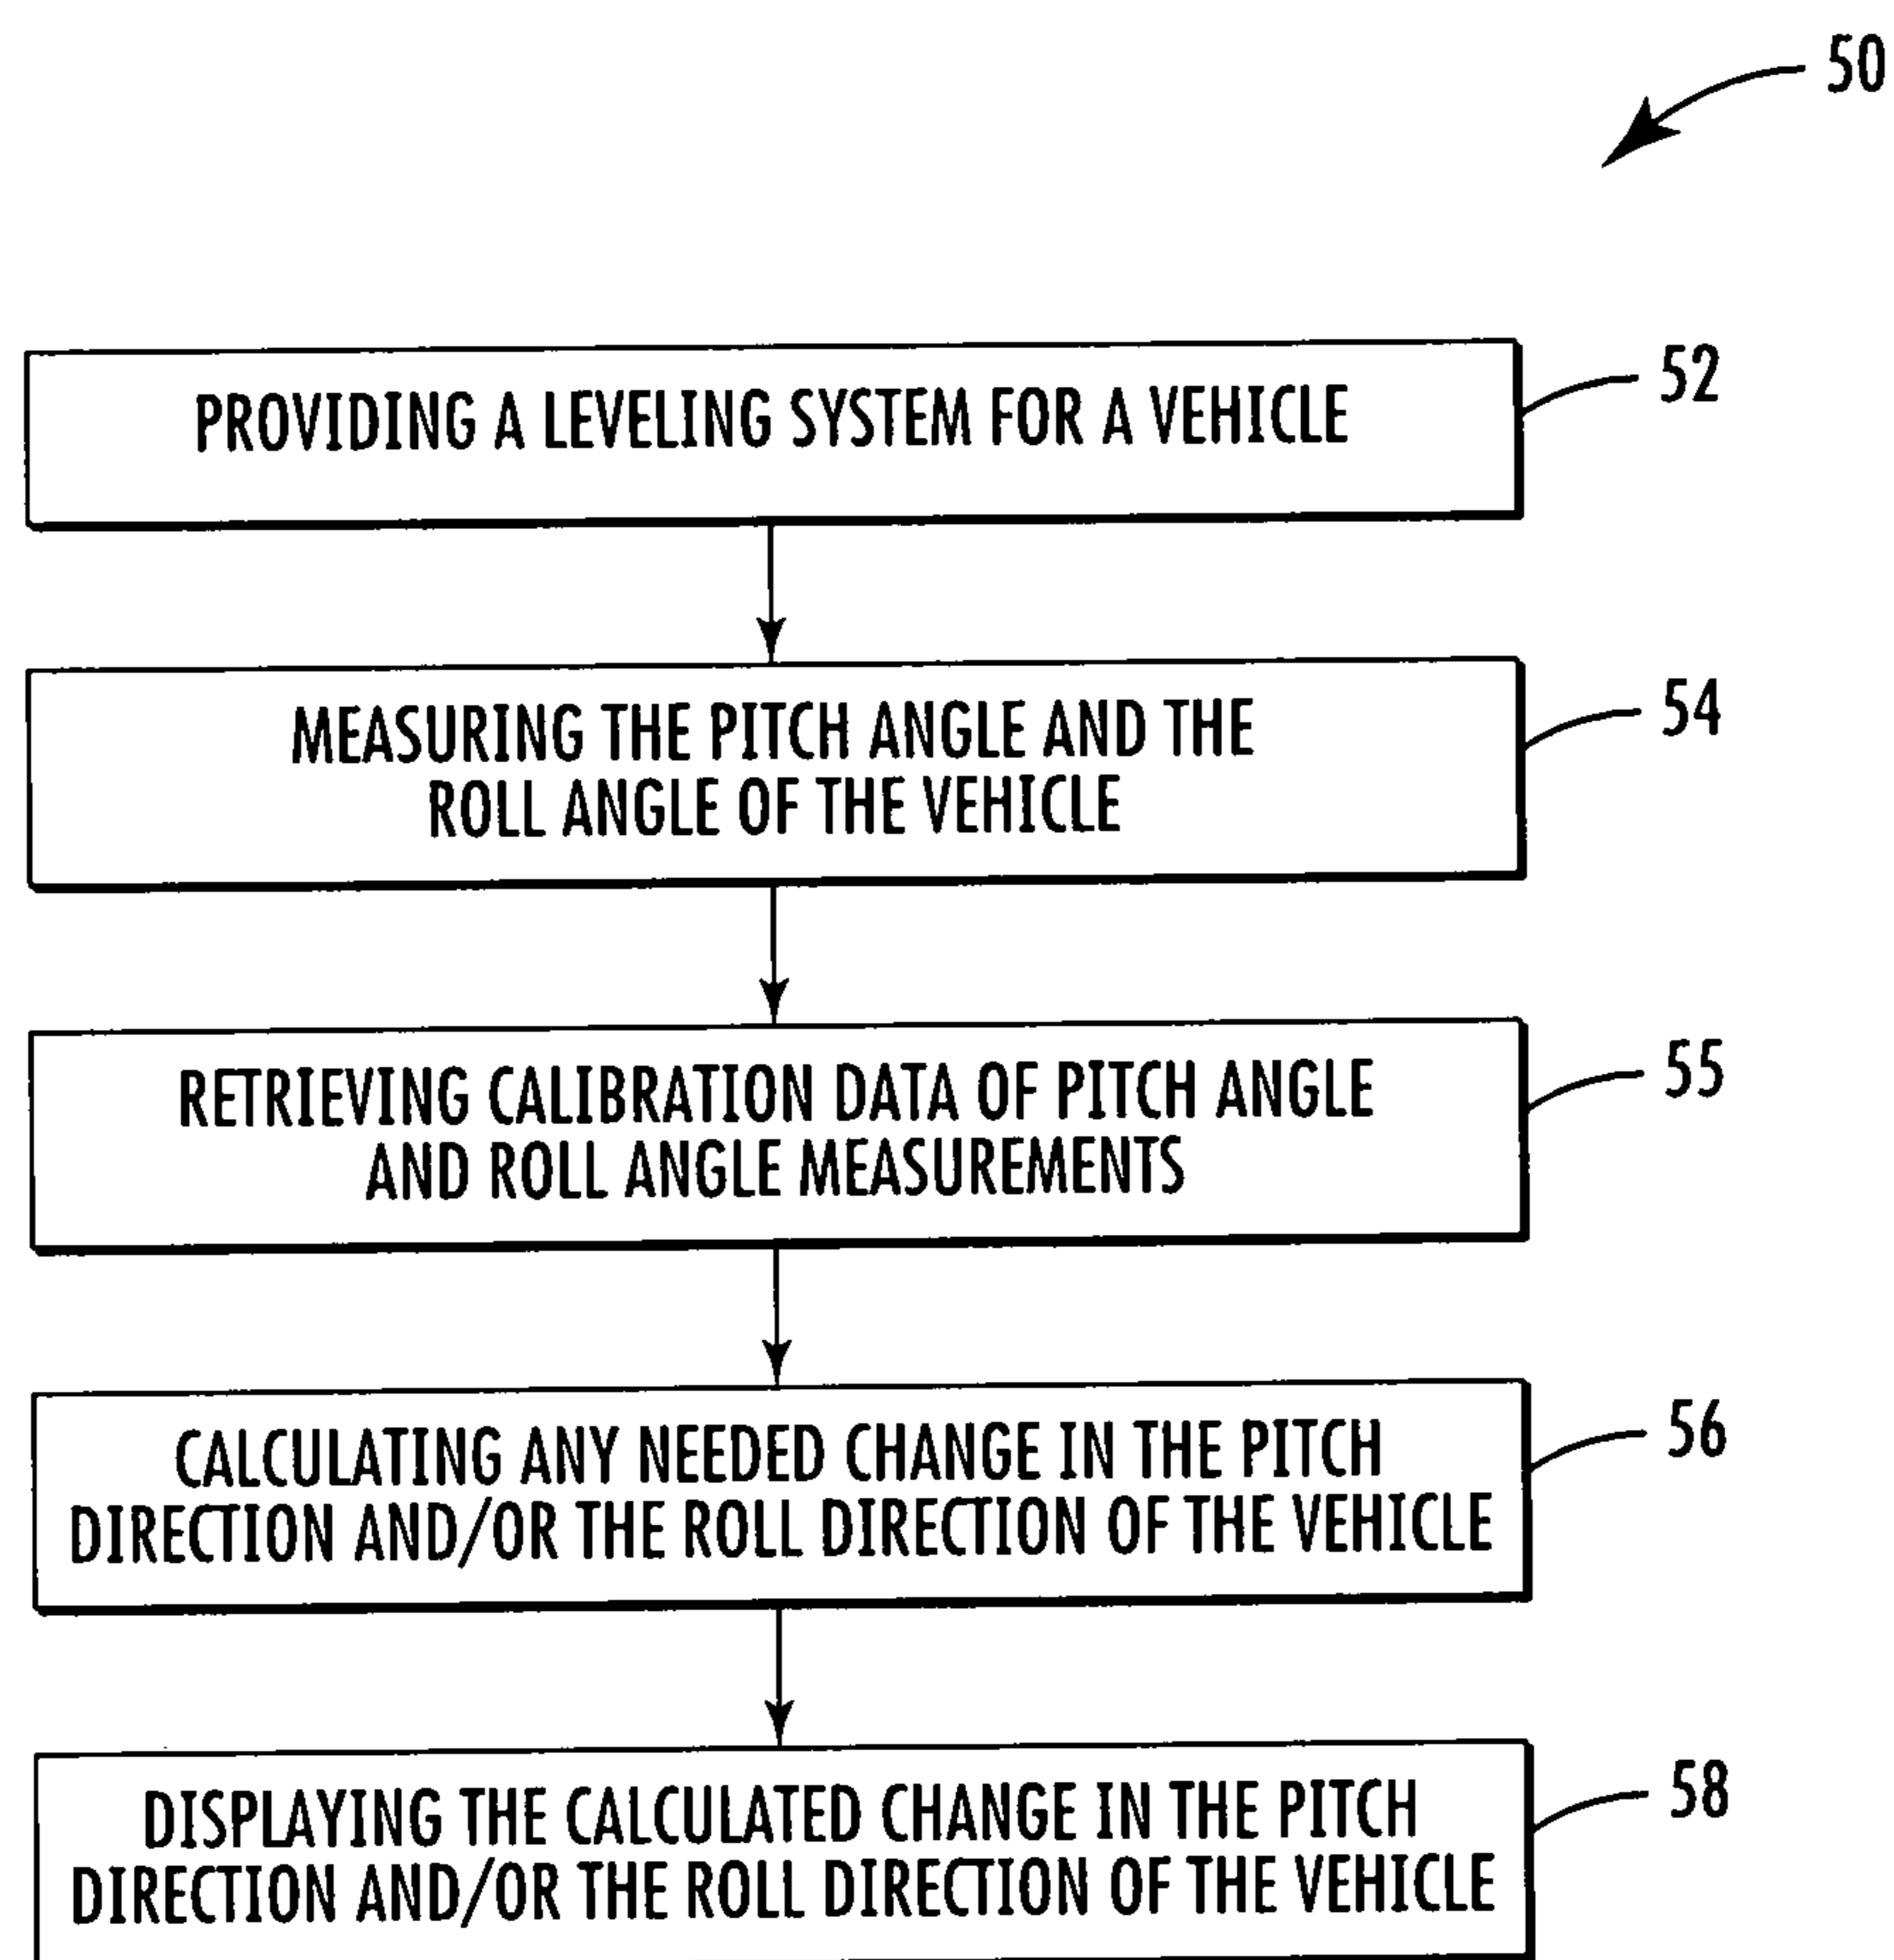 50
PROVIDING A LEVELING SYSTEM FOR A VEHICLE
52
MEASURING THE PITCH ANGLE AND THE
ROLL ANGLE OF THE VEHICLE
54
RETRIEVING CALIBRATION DATA OF PITCH ANGLE
AND ROLL ANGLE MEASUREMENTS
55
CALCULATING ANY NEEDED CHANGE IN THE PITCH
DIRECTION AND/OR THE ROLL DIRECTION OF THE VEHICLE
56
DISPLAYING THE CALCULATED CHANGE IN THE PITCH
DIRECTION AND/OR THE ROLL DIRECTION OF THE VEHICLE
58